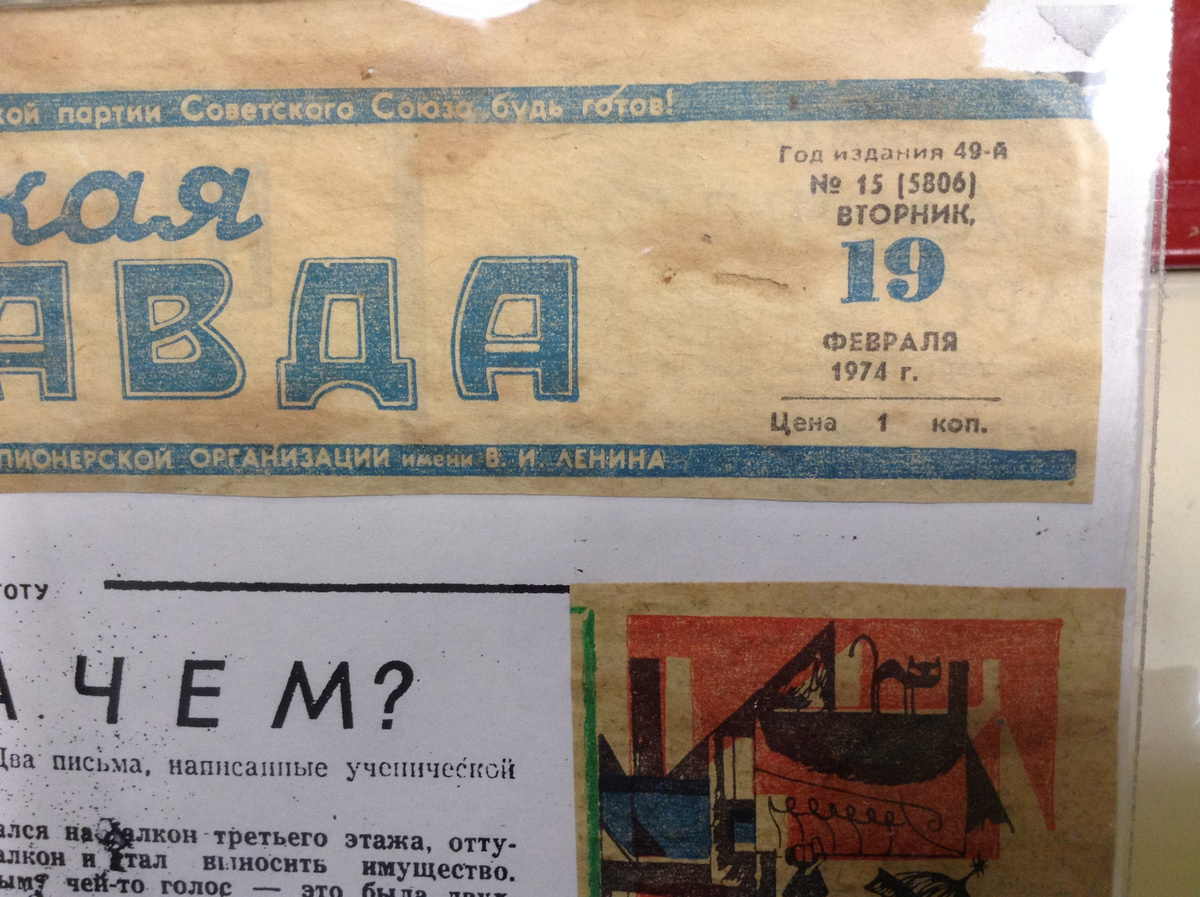 кой партии Советского Союза будь готов!
кая
АВДА
Год издания 49-й
№ 15 (5806)
ВТОРНИК,
19
ФЕВРАЛЯ
1974 г.
Цена 1 коп.
ПИОНЕРСКОЙ ОРГАНИЗАЦИИ имени В. И. ЛЕНИНА
ТОТУ
АЧЕМ?
Два письма, написанные ученической
ался на балкон третьего этажа, отту-
алкон и стал выносить имущество.
ым чей-то голос — это была